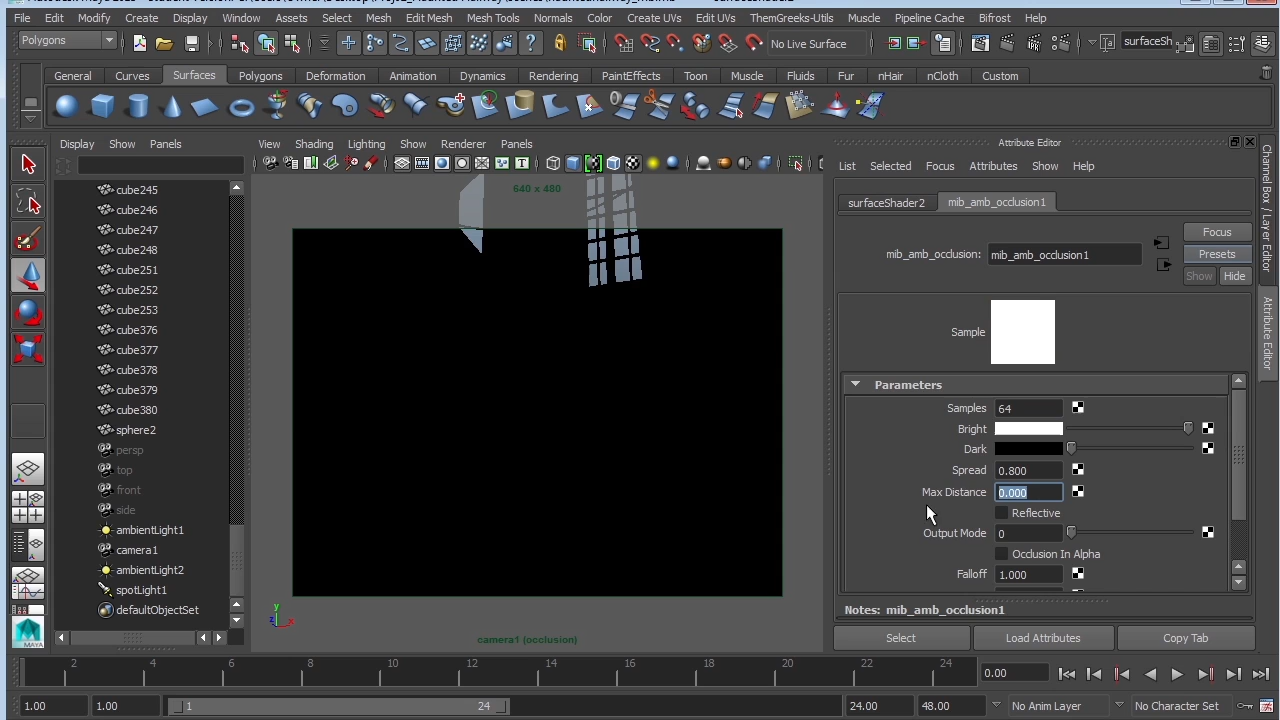 File Edit Modify Create Display Window Assets Select Mesh Edit Mesh Mesh Tools Normals Color Create UVs Edit UVs ThemGreeks-Utils Muscle Pipeline Cache Bifrost Help
Polygons No Live Surface surfaceSh
General Curves Surfaces Polygons Deformation Animation Dynamics Rendering PaintEffects Toon Muscle Fluids Fur nHair nCloth Custom
Display Show Panels
View Shading Lighting Show Renderer Panels
Attribute Editor
List Selected Focus Attributes Show Help
cube245
cube246
cube247
cube248
cube251
cube252
cube253
cube376
cube377
cube378
cube379
cube380
sphere2
persp
top
front
side
ambientLight1
camera1
ambientLight2
spotLight1
defaultObjectSet
640 x 480
camera1 (occlusion)
y
x
z
surfaceShader2 mib_amb_occlusion1
mib_amb_occlusion: mib_amb_occlusion1
Focus
Presets
Show Hide
Sample
Parameters
Samples 64
Bright
Dark
Spread 0.800
Max Distance 0.000
Reflective
Output Mode 0
Occlusion In Alpha
Falloff 1.000
Notes: mib_amb_occlusion1
Select Load Attributes Copy Tab
Channel Box / Layer Editor
Attribute Editor
MAYA
2 4 6 8 10 12 14 16 18 20 22 24 0.00
1.00 1.00 1 24 24.00 48.00 No Anim Layer No Character Set